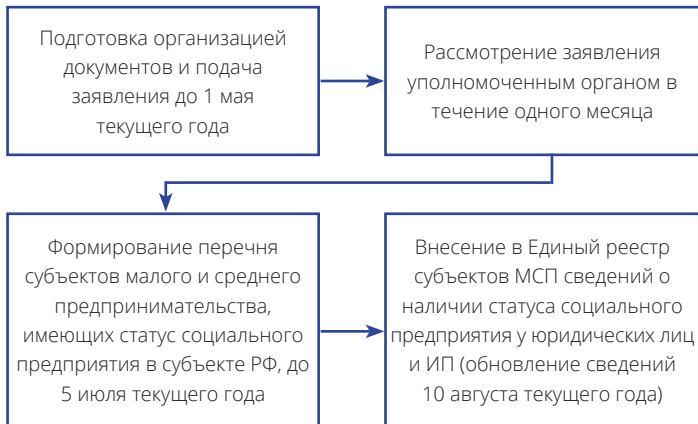 Подготовка организацией
документов и подача
заявления до 1 мая
текущего года
Рассмотрение заявления
уполномоченным органом в
течение одного месяца
Формирование перечня
субъектов малого и среднего
предпринимательства,
имеющих статус социального
предприятия в субъекте РФ, до
5 июля текущего года
Внесение в Единый реестр
субъектов МСП сведений о
наличии статуса социального
предприятия у юридических лиц
и ИП (обновление сведений
10 августа текущего года)